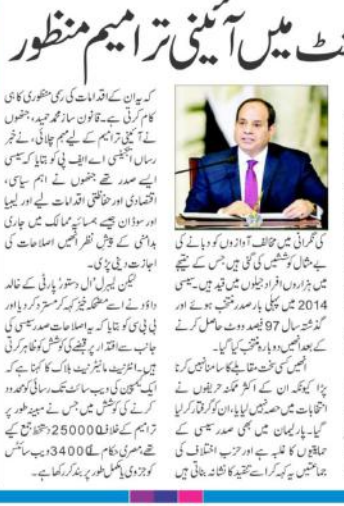 نٹ میں آئینی ترامیم منظور
کی نگرانی میں مخالف آوازوں کو دبانے کی
بے مثال کوششیں کی گئی ہیں جس کے نتیجے
میں ہزاروں افراد جیلوں میں قید ہیں۔ سیسی
2014 میں پہلی بار صدر منتخب ہوئے اور
گذشتہ سال 97 فیصد ووٹ حاصل کرنے
کے بعد انھیں دوبارہ منتخب کیا گیا۔
انھیں کسی سخت مقابلے کا سامنا نہیں کرنا
پڑا کیونکہ ان کے اکثر ممکنہ حریفوں نے
انتخابات میں حصہ نہیں لیا یا، ان کو گرفتار کر لیا
گیا۔ پارلیمان میں بھی صدر سیسی کے
حمایتیوں کا غلبہ ہے اور حزب اختلاف کی
جماعتیں یہ کہہ کر اسے تنقید کا نشانہ بناتی ہیں
کہ یہ ان کے اقدامات کی رسمی منظوری کا ہی
کام کرتی ہے۔ قانون ساز محمد حمید، جنھوں
نے آئینی ترامیم کے لیے مہم چلائی، نے خبر
رساں ایجنسی اے ایف پی کو بتایا کہ سیسی
ایسے صدر تھے جنھوں نے اہم سیاسی،
اقتصادی اور حفاظتی اقدامات لیے اور لیبیا
اور سوڈان جیسے ہمسائیہ ممالک میں جاری
بدامنی کے پیش نظر انھیں اصلاحات کی
اجازت دینی پڑی۔
لیکن لبرل 'ال دستور' پارٹی کے خالد
داؤد نے اسے مضحکہ خیز کہہ کر مسترد کر دیا اور
بی بی سی کو بتایا کہ یہ اصلاحات صدر سیسی کی
جانب سے اقتدار پر قبضے کی کوشش کو ظاہر کرتی
ہیں۔ انٹرنیٹ مانیٹر نیٹ بلاک کا کہنا ہے کہ
ایک کیمپین کی ویب سائٹ تک رسائی کو محدود
کرنے کی کوشش میں جس نے مبینہ طور پر
ترامیم کے خلاف 250000 دستخط جمع کیے
تھے مصری حکام نے 34000 ویب سائٹس
کو جزوی یا مکمل طور پر بند کر رکھا ہے۔